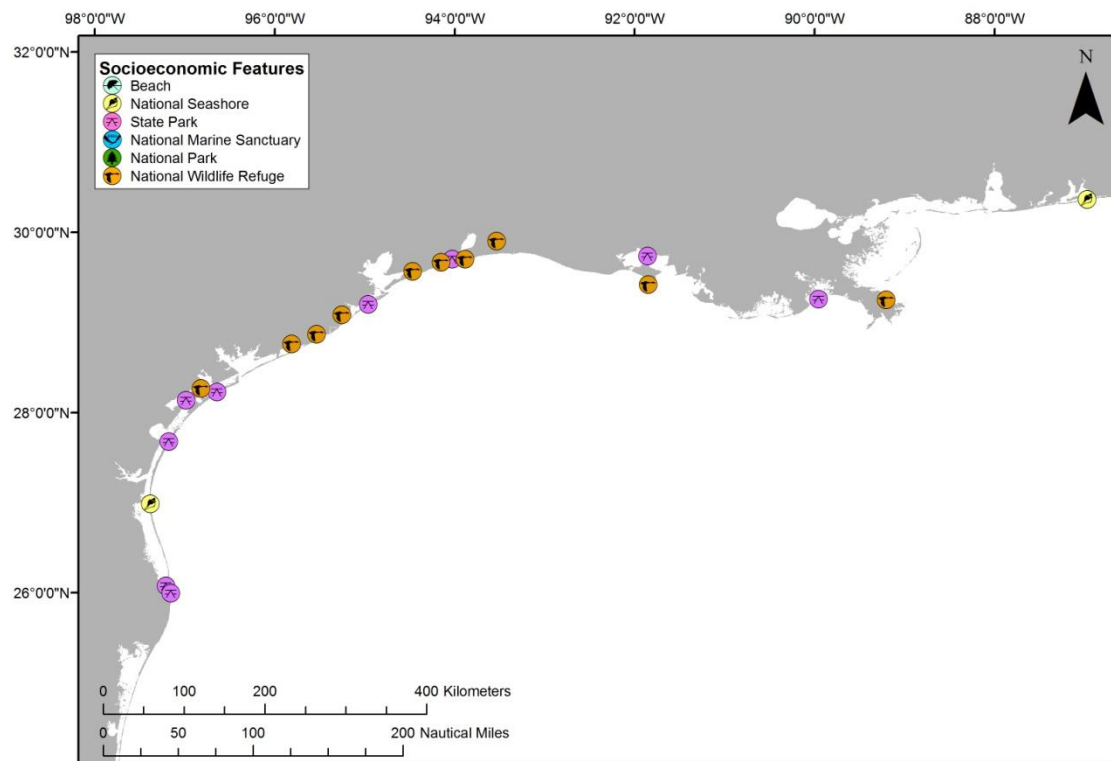 98°0'0"W 96°0'0"W 94°0'0"W 92°0'0"W 90°0'0"W 88°0'0"W
32°0'0"N
Socioeconomic Features
Beach
National Seashore
State Park
National Marine Sanctuary
National Park
National Wildlife Refuge
N
30°0'0"N
28°0'0"N
26°0'0"N
0 100 200 400 Kilometers
0 50 100 200 Nautical Miles